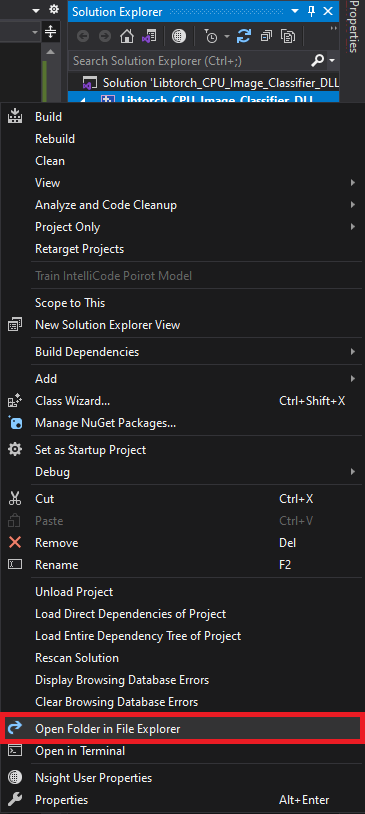 Solution Explorer
Properties
Search Solution Explorer (Ctrl+;)
Solution 'Libtorch_CPU_Image_Classifier_DLL
Libtorch_CPU_Image_Classifier_DLL
Build
Rebuild
Clean
View
Analyze and Code Cleanup
Project Only
Retarget Projects
Train IntelliCode Poirot Model
Scope to This
New Solution Explorer View
Build Dependencies
Add
Class Wizard... Ctrl+Shift+X
Manage NuGet Packages...
Set as Startup Project
Debug
Cut Ctrl+X
Paste Ctrl+V
Remove Del
Rename F2
Unload Project
Load Direct Dependencies of Project
Load Entire Dependency Tree of Project
Rescan Solution
Display Browsing Database Errors
Clear Browsing Database Errors
Open Folder in File Explorer
Open in Terminal
Nsight User Properties
Properties Alt+Enter